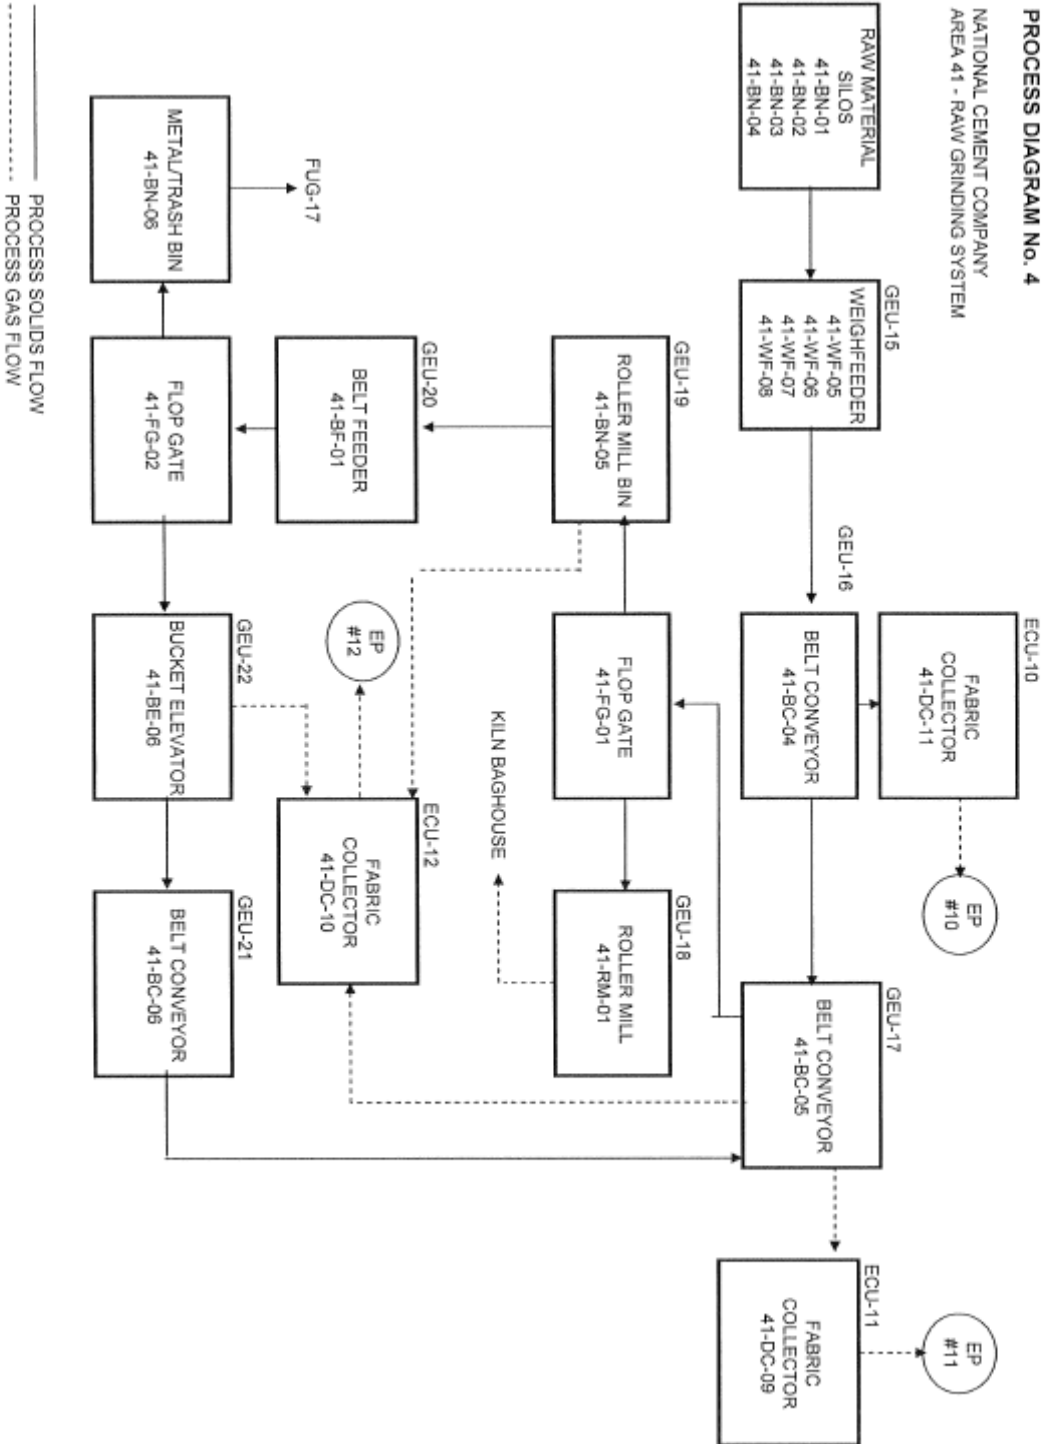 PROCESS DIAGRAM No. 4
NATIONAL CEMENT COMPANY
AREA 41 - RAW GRINDING SYSTEM
ECU-10
FABRIC
COLLECTOR
41-DC-11
EP
#10
EP
#11
RAW MATERIAL
SILOS
41-BN-01
41-BN-02
41-BN-03
41-BN-04
GEU-15
WEIGHFEEDER
41-WF-05
41-WF-06
41-WF-07
41-WF-08
GEU-16
BELT CONVEYOR
41-BC-04
GEU-17
BELT CONVEYOR
41-BC-05
ECU-11
FABRIC
COLLECTOR
41-DC-09
GEU-19
ROLLER MILL BIN
41-BN-05
FLOP GATE
41-FG-01
GEU-18
ROLLER MILL
41-RM-01
KILN BAGHOUSE
GEU-20
BELT FEEDER
41-BF-01
EP
#12
ECU-12
FABRIC
COLLECTOR
41-DC-10
FUG-17
METAL/TRASH BIN
41-BN-06
FLOP GATE
41-FG-02
GEU-22
BUCKET ELEVATOR
41-BE-06
GEU-21
BELT CONVEYOR
41-BC-06
PROCESS SOLIDS FLOW
PROCESS GAS FLOW